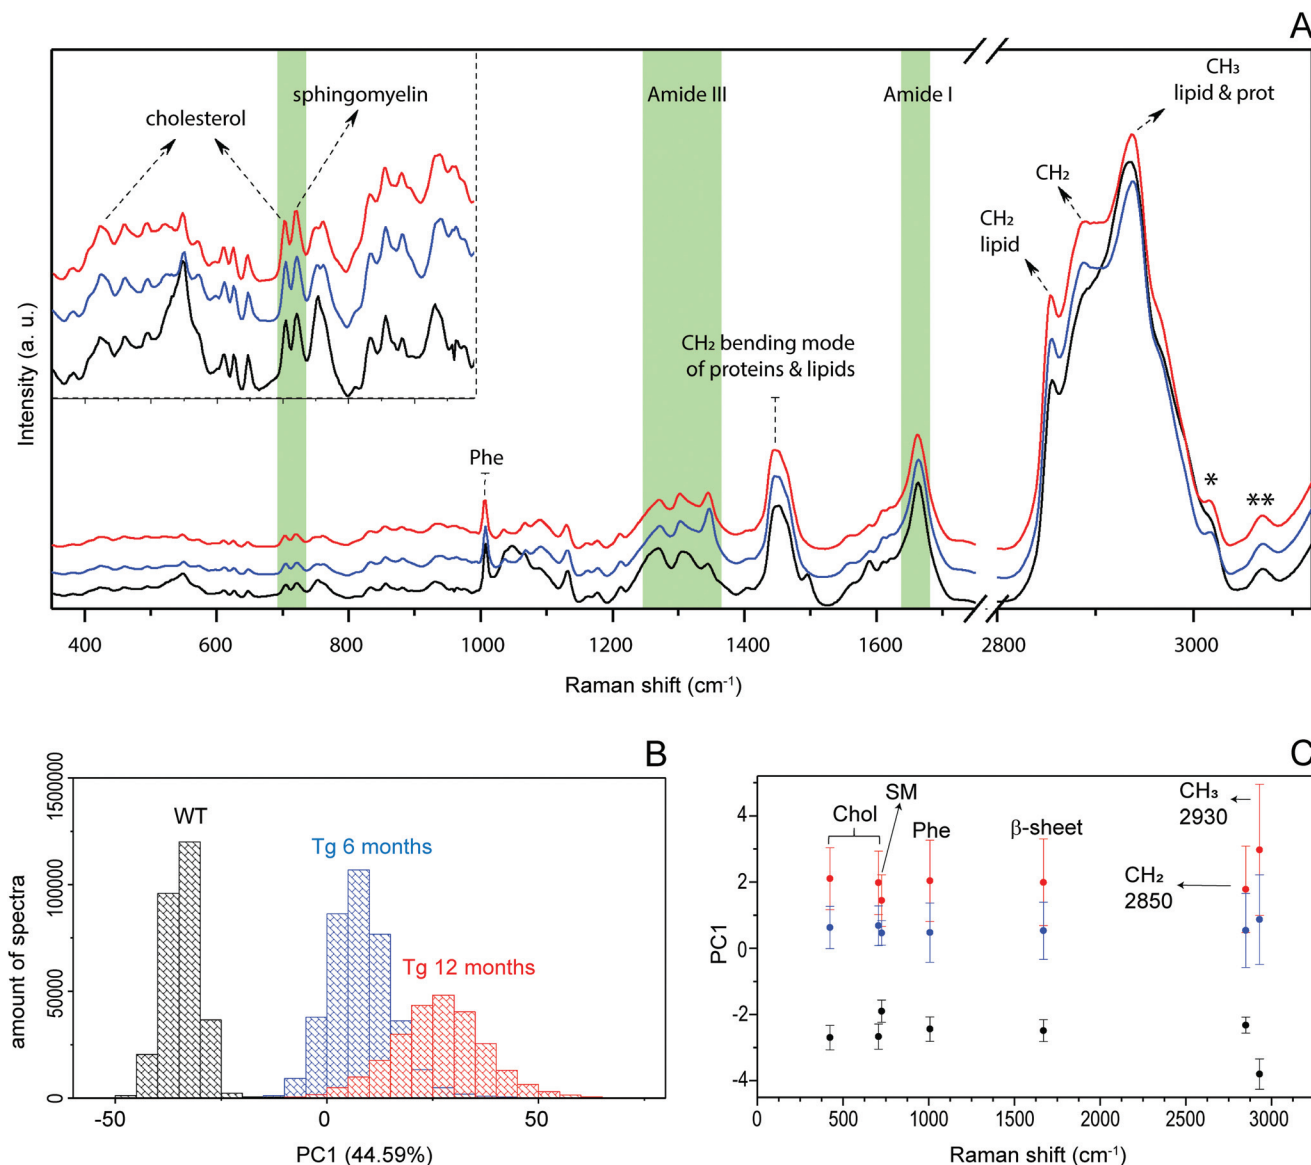 A
CH₃
lipid & prot
sphingomyelin
Amide III
Amide I
cholesterol
CH₂
CH₂
lipid
Intensity (a. u.)
CH₂ bending mode
of proteins & lipids
Phe
*
**
400 600 800 1000 1200 1400 1600 2800 3000
Raman shift (cm⁻¹)
B
1500000
WT
Tg 6 months
100000
Tg 12 months
50000
0
amount of spectra
-50 0 50
PC1 (44.59%)
C
SM
CH₃
2930
Chol
Phe
β-sheet
CH₂
2850
4
2
0
-2
-4
PC1
0 500 1000 1500 2000 2500 3000
Raman shift (cm⁻¹)